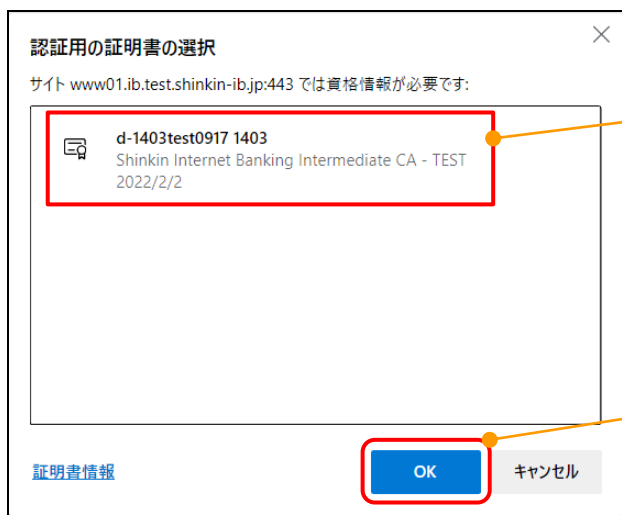 認証用の証明書の選択
サイト www01.ib.test.shinkin-ib.jp:443 では資格情報が必要です:
d-1403test0917 1403
Shinkin Internet Banking Intermediate CA - TEST
2022/2/2
証明書情報
OK
キャンセル